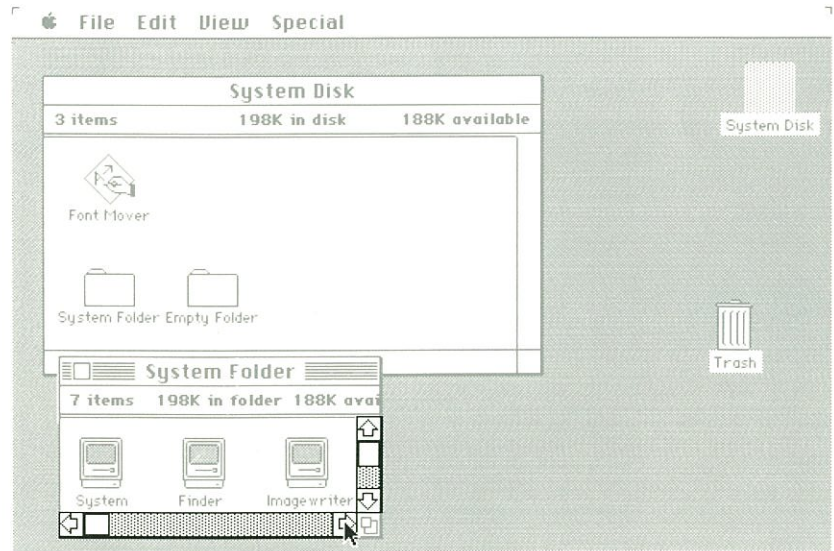 File Edit View Special
System Disk
3 items 198K in disk 188K available
System Disk
Font Mover
System Folder Empty Folder
Trash
System Folder
7 items 198K in folder 188K avai
System Finder Imagewriter